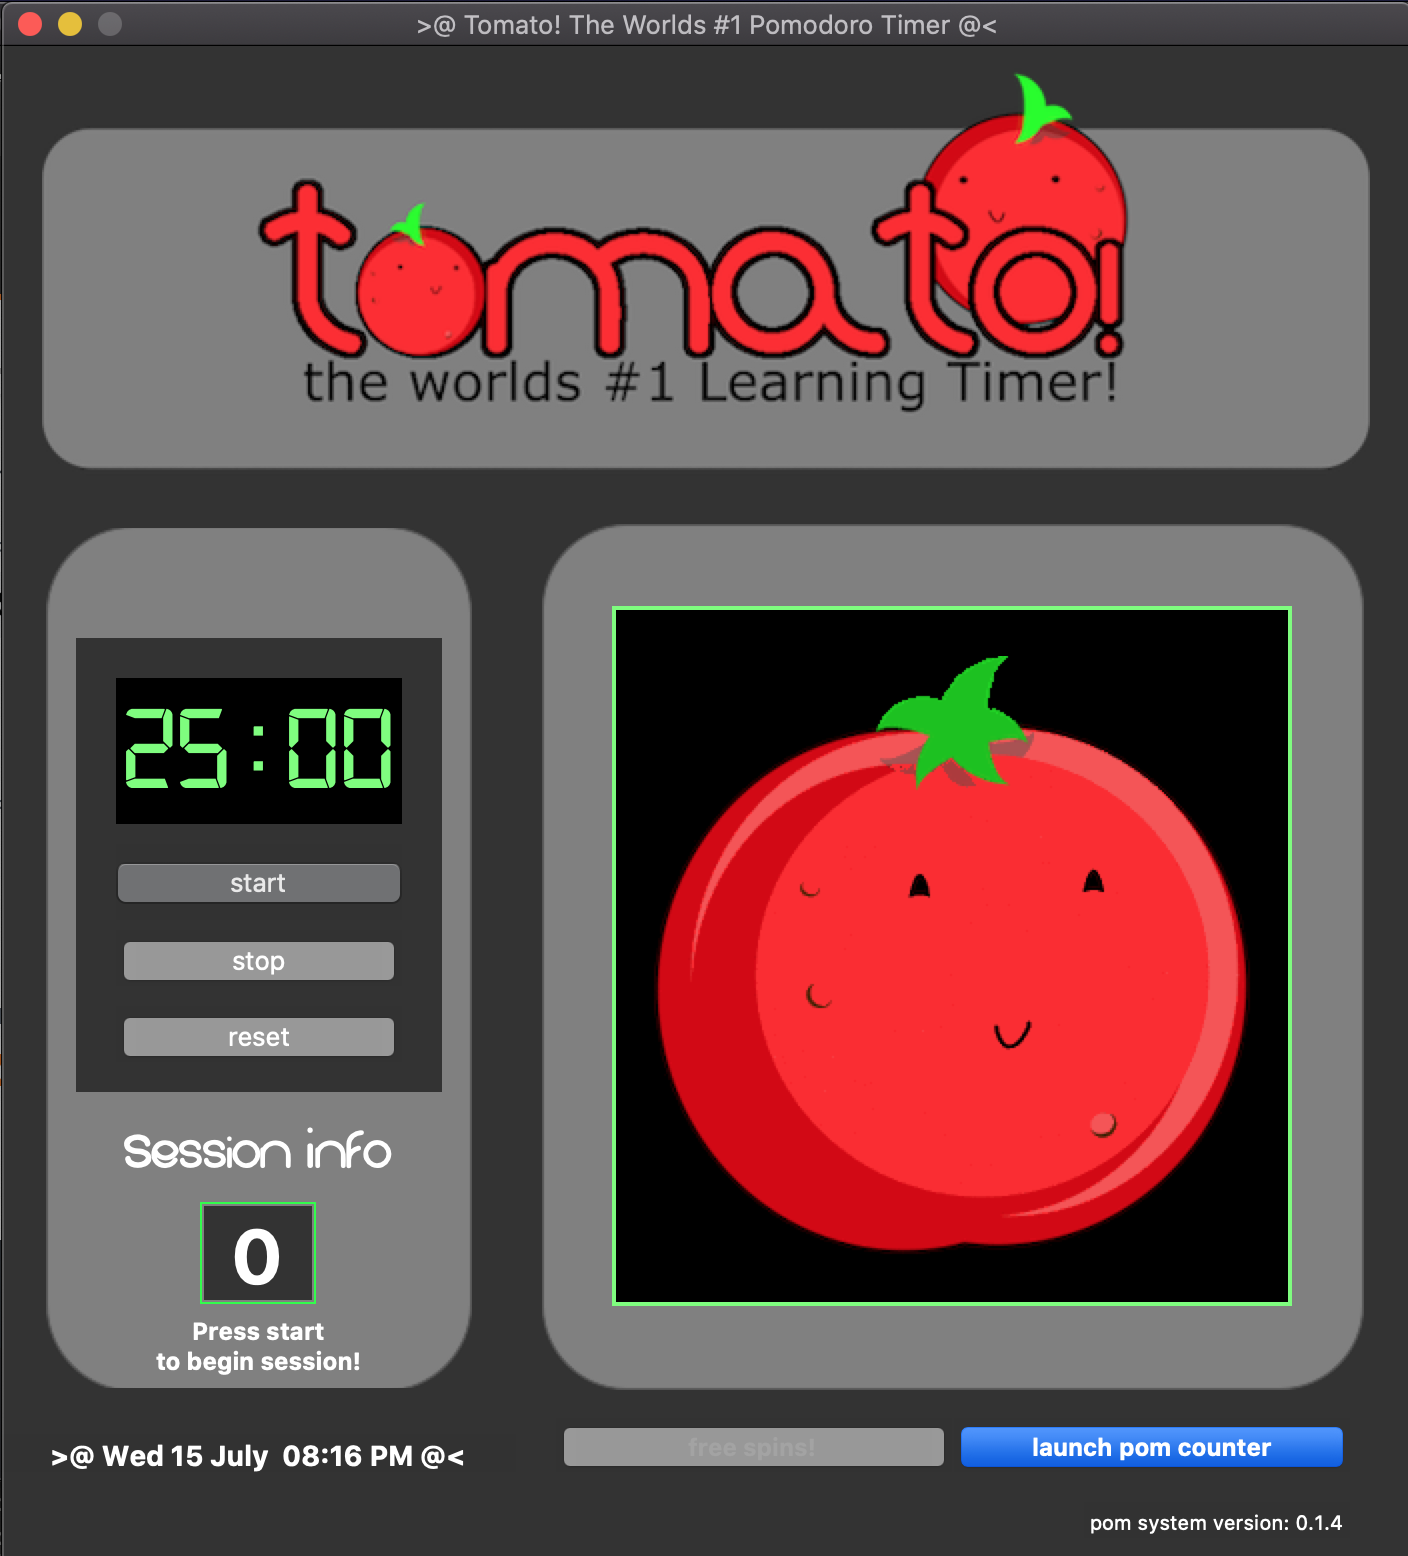 >@ Tomato! The Worlds #1 Pomodoro Timer @<
tomato!
the worlds #1 Learning Timer!
25:00
start
stop
reset
Session info
0
Press start
to begin session!
>@ Wed 15 July  08:16 PM @<
free spins!
launch pom counter
pom system version: 0.1.4